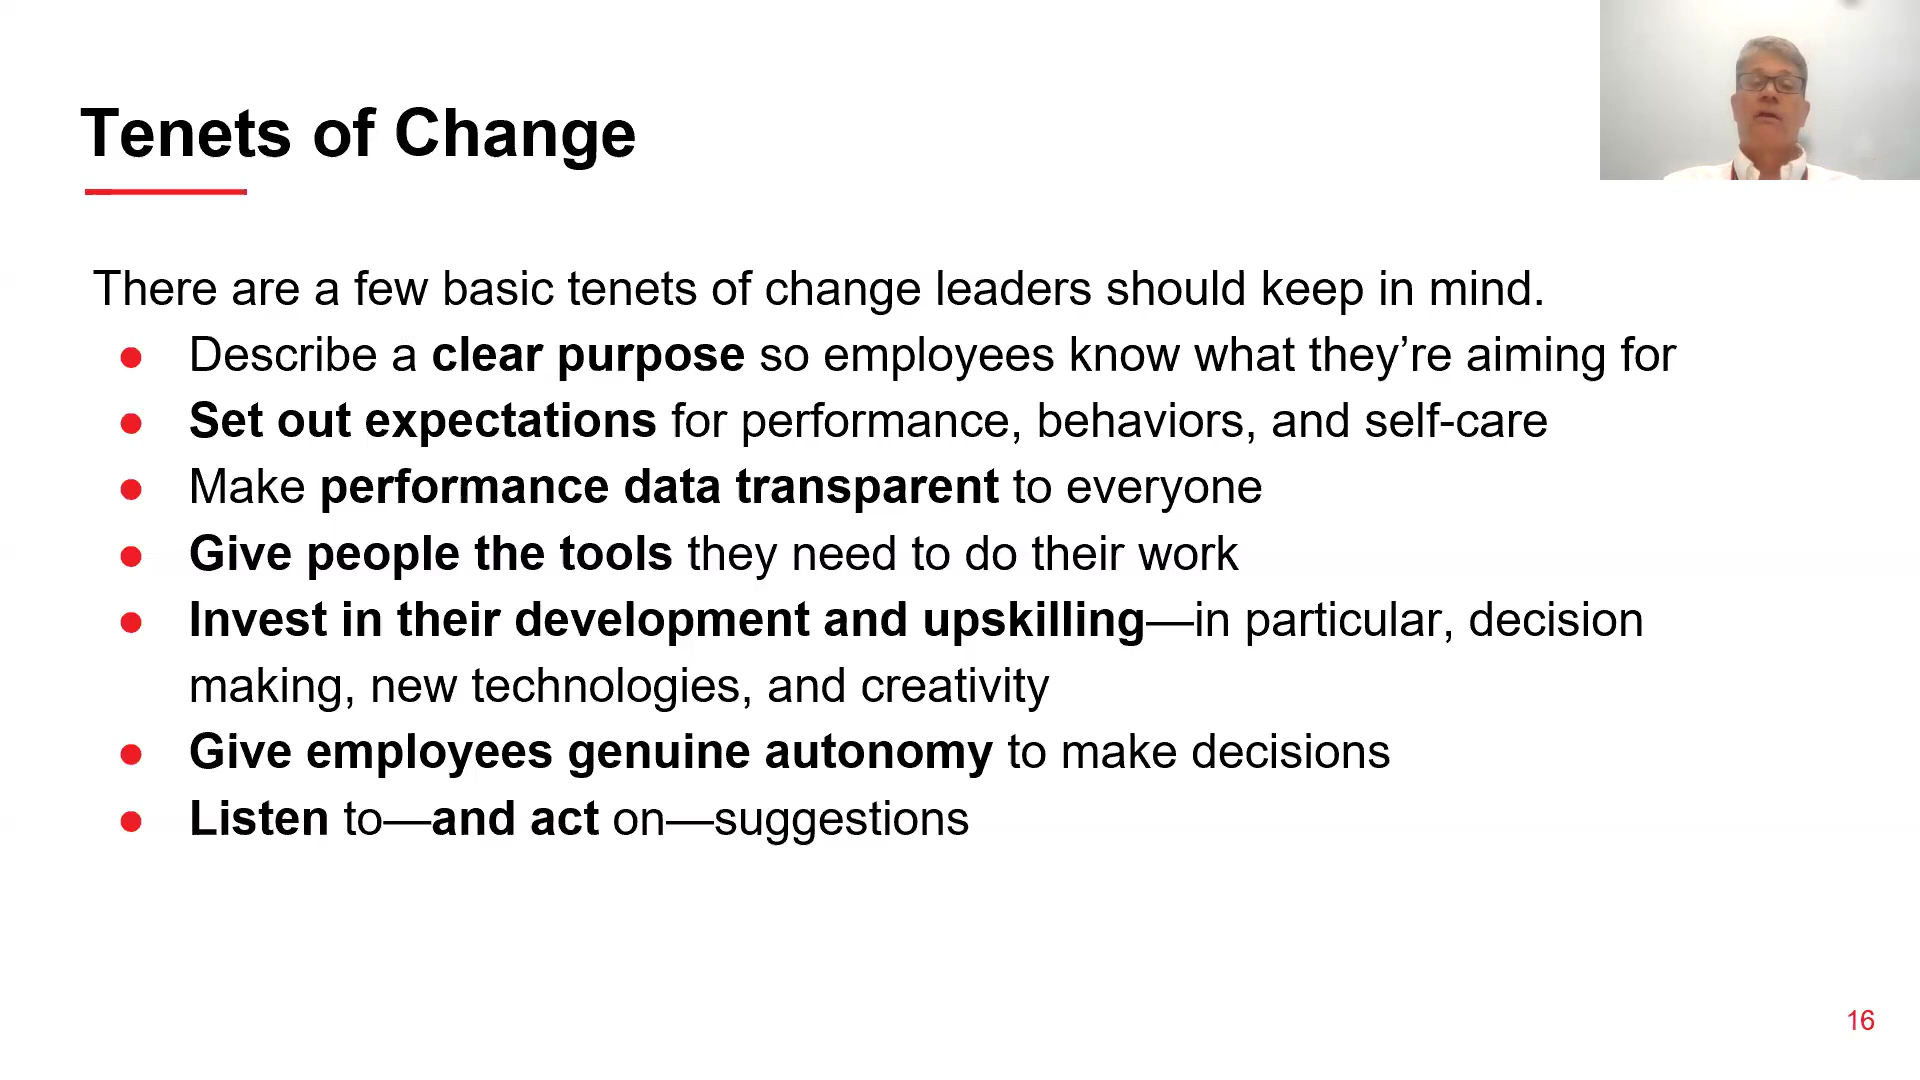 Tenets of Change
There are a few basic tenets of change leaders should keep in mind.
● Describe a clear purpose so employees know what they’re aiming for
● Set out expectations for performance, behaviors, and self-care
● Make performance data transparent to everyone
● Give people the tools they need to do their work
● Invest in their development and upskilling—in particular, decision
making, new technologies, and creativity
● Give employees genuine autonomy to make decisions
● Listen to—and act on—suggestions
16